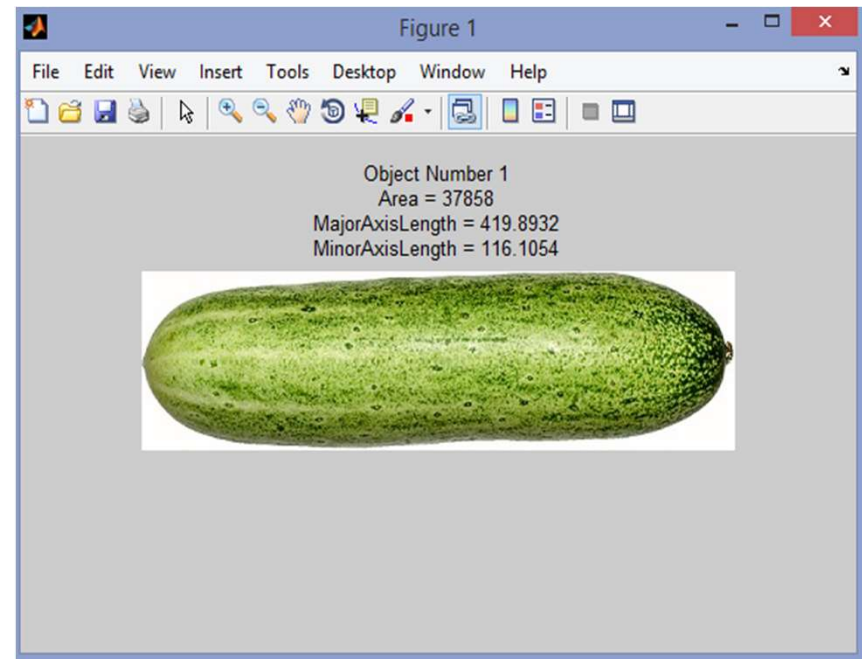 Figure 1
File Edit View Insert Tools Desktop Window Help
Object Number 1
Area = 37858
MajorAxisLength = 419.8932
MinorAxisLength = 116.1054